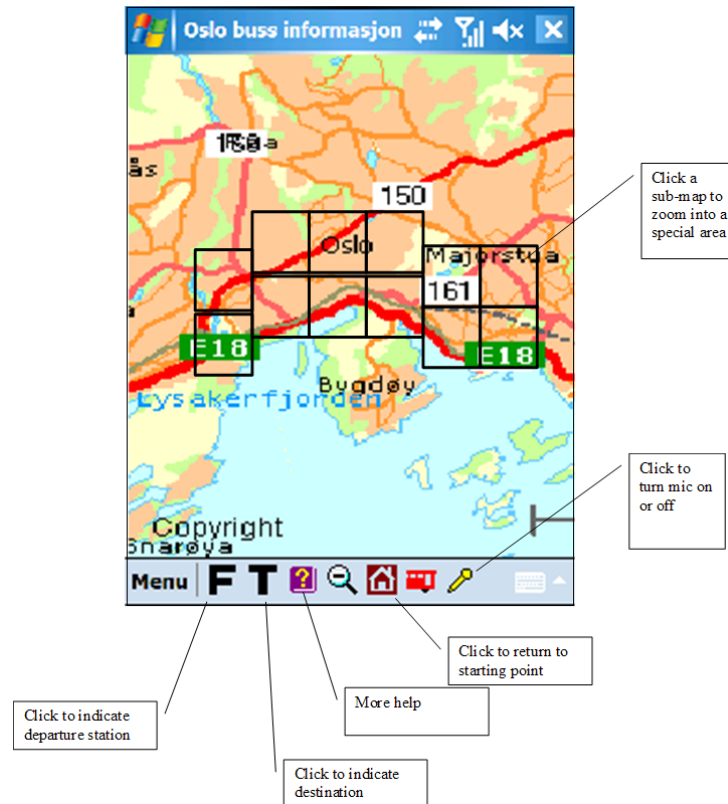 Oslo buss informasjon
ås
150
Oslo
Majorstua
161
E18
E18
Bygdøy
Lysakerfjorden
Copyright
Snarøya
Menu F T ?
Click a
sub-map to
zoom into a
special area
Click to
turn mic on
or off
Click to return to
starting point
More help
Click to indicate
departure station
Click to indicate
destination